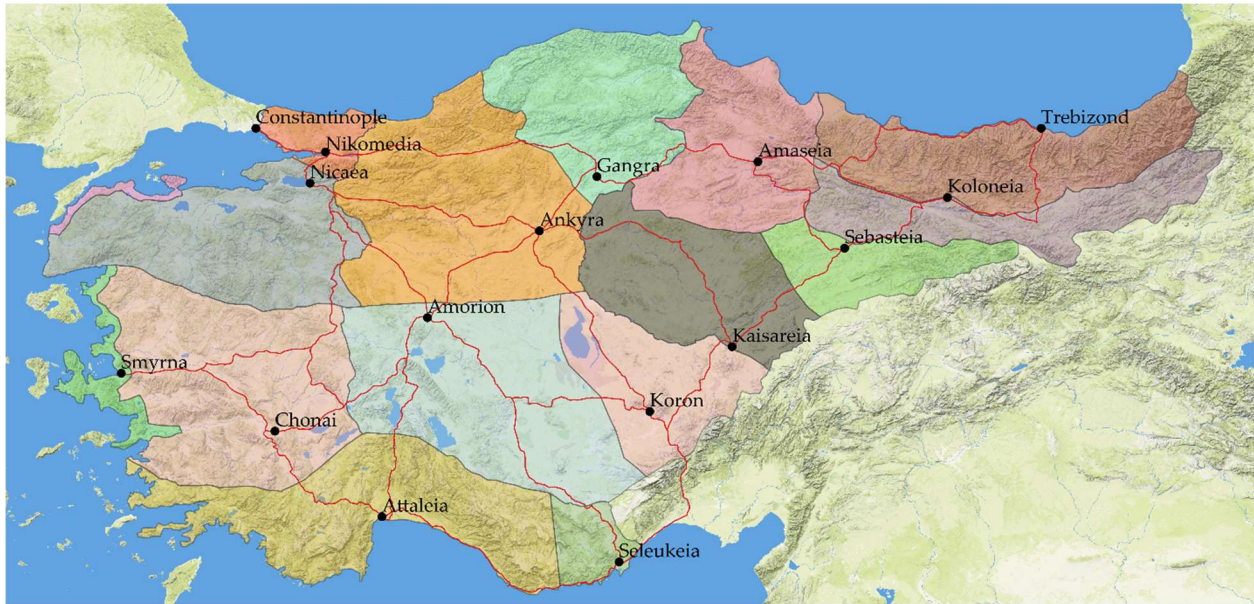 Constantinople
Trebizond
Nikomedia
Amaseia
Gangra
Nicaea
Koloneia
Ankyra
Sebasteia
Amorion
Kaisareia
Smyrna
Koron
Chonai
Attaleia
Seleukeia